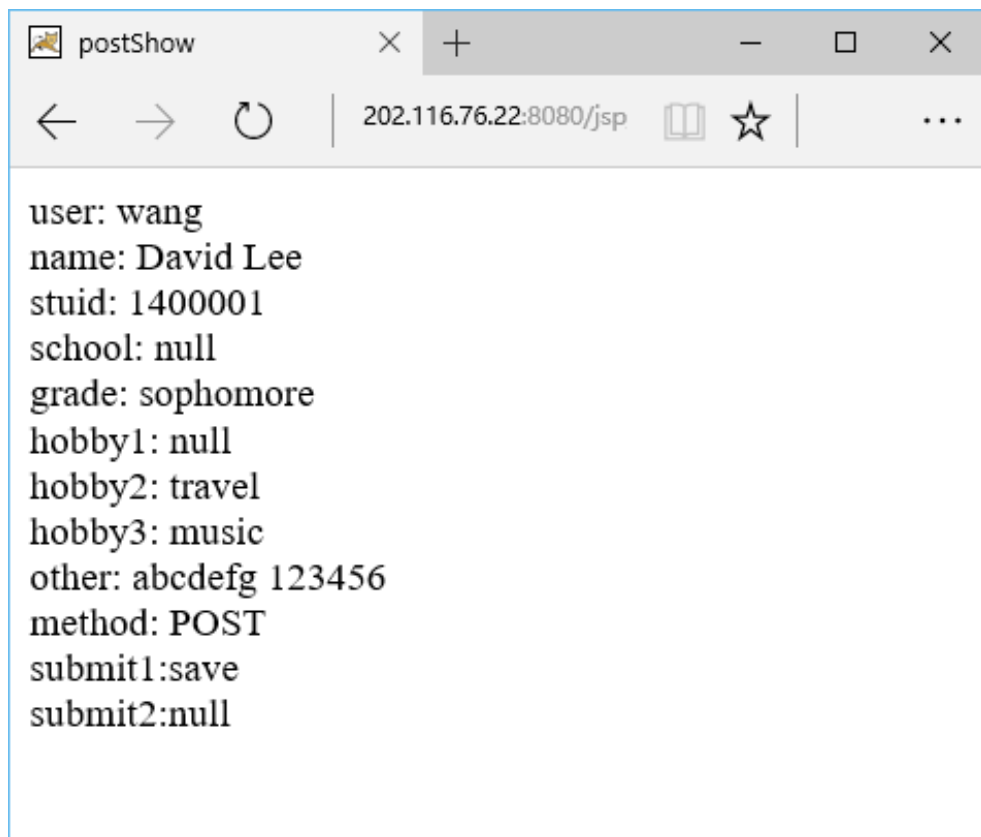 postShow
202.116.76.22:8080/jsp
user: wang
name: David Lee
stuid: 1400001
school: null
grade: sophomore
hobby1: null
hobby2: travel
hobby3: music
other: abcdefg 123456
method: POST
submit1:save
submit2:null